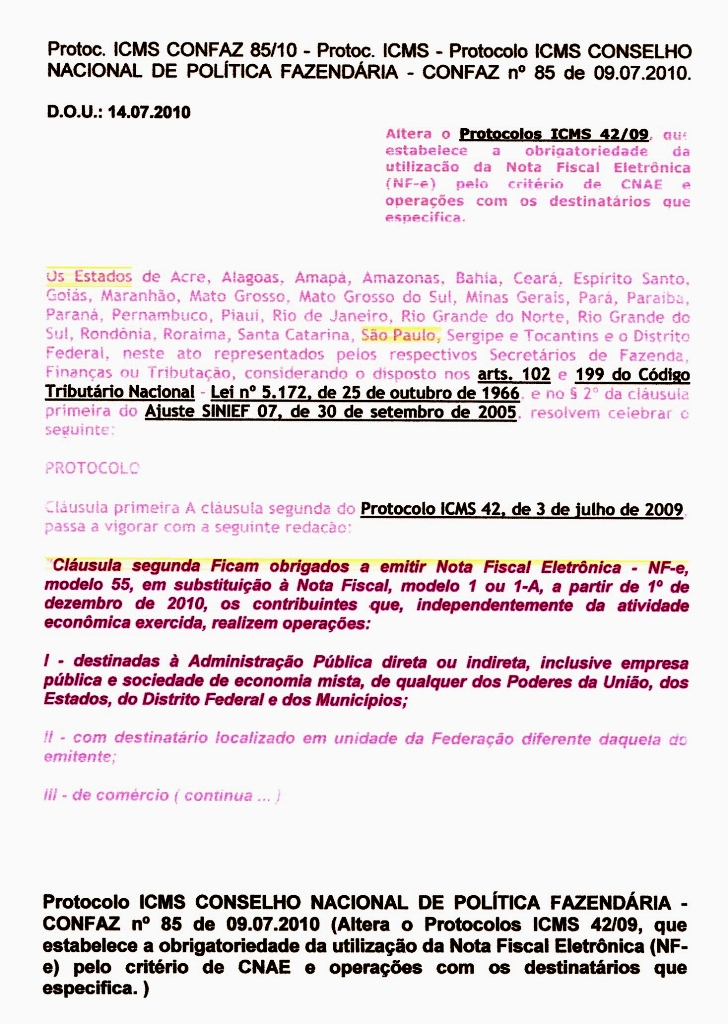 Protoc. ICMS CONFAZ 85/10 - Protoc. ICMS - Protocolo ICMS CONSELHO
NACIONAL DE POLÍTICA FAZENDÁRIA - CONFAZ nº 85 de 09.07.2010.
D.O.U.: 14.07.2010
Altera o Protocolos ICMS 42/09, que
estabelece a obrigatoriedade da
utilização da Nota Fiscal Eletrônica
(NF-e) pelo critério de CNAE e
operações com os destinatários que
especifica.
Os Estados de Acre, Alagoas, Amapá, Amazonas, Bahia, Ceará, Espírito Santo,
Goiás, Maranhão, Mato Grosso, Mato Grosso do Sul, Minas Gerais, Pará, Paraíba,
Paraná, Pernambuco, Piauí, Rio de Janeiro, Rio Grande do Norte, Rio Grande do
Sul, Rondônia, Roraima, Santa Catarina, São Paulo, Sergipe e Tocantins e o Distrito
Federal, neste ato representados pelos respectivos Secretários de Fazenda,
Finanças ou Tributação, considerando o disposto nos arts. 102 e 199 do Código
Tributário Nacional - Lei nº 5.172, de 25 de outubro de 1966, e no § 2º da cláusula
primeira do Ajuste SINIEF 07, de 30 de setembro de 2005, resolvem celebrar o
seguinte:
PROTOCOLO
Cláusula primeira A cláusula segunda do Protocolo ICMS 42, de 3 de julho de 2009,
passa a vigorar com a seguinte redação:
"Cláusula segunda Ficam obrigados a emitir Nota Fiscal Eletrônica - NF-e,
modelo 55, em substituição à Nota Fiscal, modelo 1 ou 1-A, a partir de 1º de
dezembro de 2010, os contribuintes que, independentemente da atividade
econômica exercida, realizem operações:
I - destinadas à Administração Pública direta ou indireta, inclusive empresa
pública e sociedade de economia mista, de qualquer dos Poderes da União, dos
Estados, do Distrito Federal e dos Municípios;
II - com destinatário localizado em unidade da Federação diferente daquela do
emitente;
III - de comércio ( continua ... )
Protocolo ICMS CONSELHO NACIONAL DE POLÍTICA FAZENDÁRIA -
CONFAZ nº 85 de 09.07.2010 (Altera o Protocolos ICMS 42/09, que
estabelece a obrigatoriedade da utilização da Nota Fiscal Eletrônica (NF-
e) pelo critério de CNAE e operações com os destinatários que
especifica. )